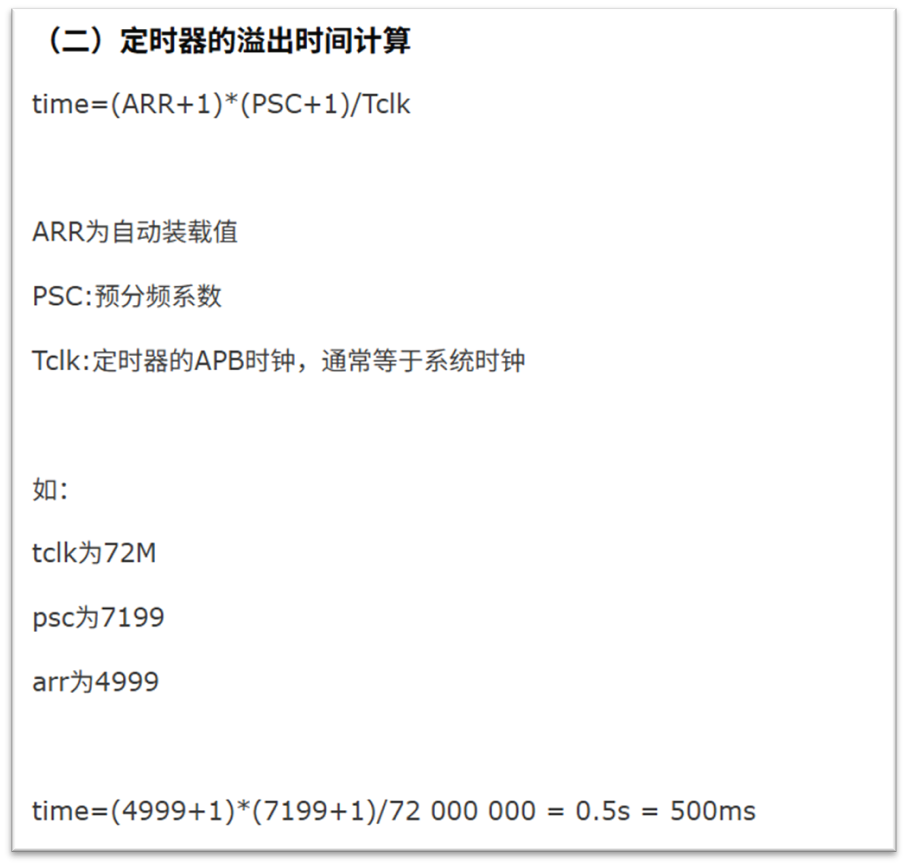 （二）定时器的溢出时间计算
time=(ARR+1)*(PSC+1)/Tclk
ARR为自动装载值
PSC:预分频系数
Tclk:定时器的APB时钟，通常等于系统时钟
如：
tclk为72M
psc为7199
arr为4999
time=(4999+1)*(7199+1)/72 000 000 = 0.5s = 500ms